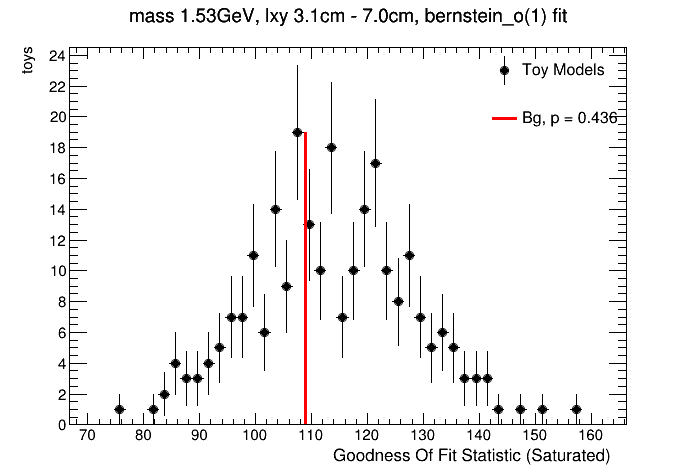 mass 1.53GeV, lxy 3.1cm - 7.0cm, bernstein_o(1) fit
toys
24
22
20
18
16
14
12
10
8
6
4
2
0
Toy Models
Bg, p = 0.436
70 80 90 100 110 120 130 140 150 160
Goodness Of Fit Statistic (Saturated)